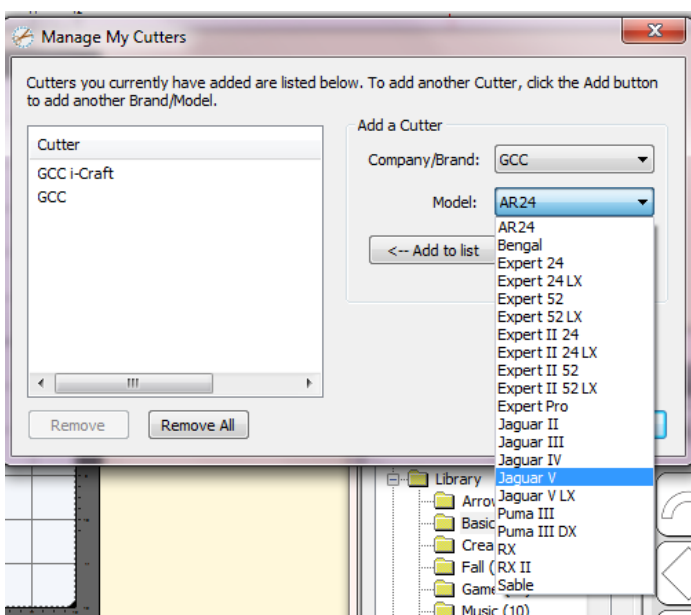 Manage My Cutters
Cutters you currently have added are listed below. To add another Cutter, click the Add button
to add another Brand/Model.
Cutter
GCC i-Craft
GCC
Add a Cutter
Company/Brand: GCC
Model: AR24
<-- Add to list
AR24
Bengal
Expert 24
Expert 24 LX
Expert 52
Expert 52 LX
Expert II 24
Expert II 24 LX
Expert II 52
Expert II 52 LX
Expert Pro
Jaguar II
Jaguar III
Jaguar IV
Jaguar V
Jaguar V LX
Puma III
Puma III DX
RX
RX II
Sable
Remove
Remove All
Library
Fall (
Music (10)